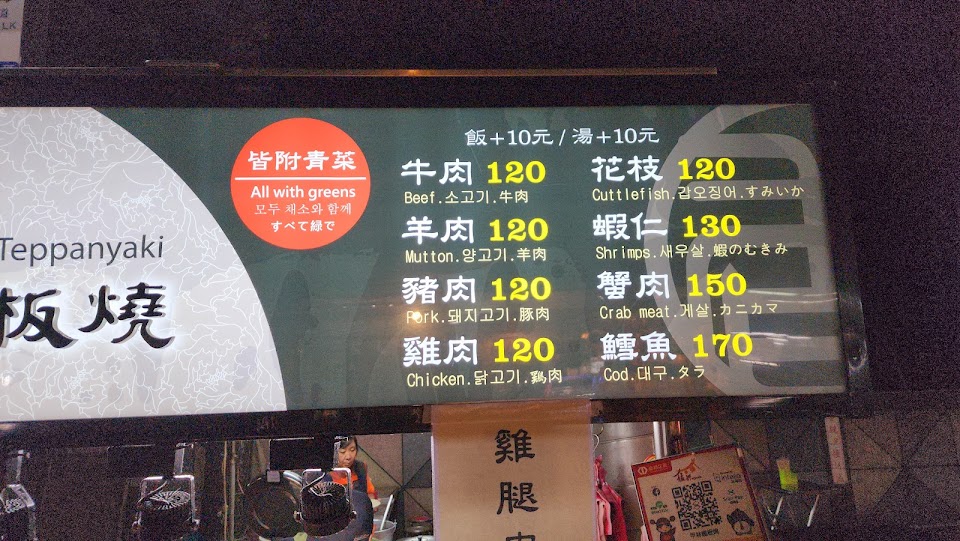 LK
Teppanyaki
板燒
皆附青菜
All with greens
모두 채소와 함께
すべて緑で
飯+10元 / 湯+10元
牛肉 120
Beef.소고기.牛肉
羊肉 120
Mutton.양고기.羊肉
豬肉 120
Pork.돼지고기.豚肉
雞肉 120
Chicken.닭고기.鶏肉
花枝 120
Cuttlefish.갑오징어.すみいか
蝦仁 130
Shrimps.새우살.蝦のむきみ
蟹肉 150
Crab meat.게살.カニカマ
鱈魚 170
Cod.대구.タラ
雞腿